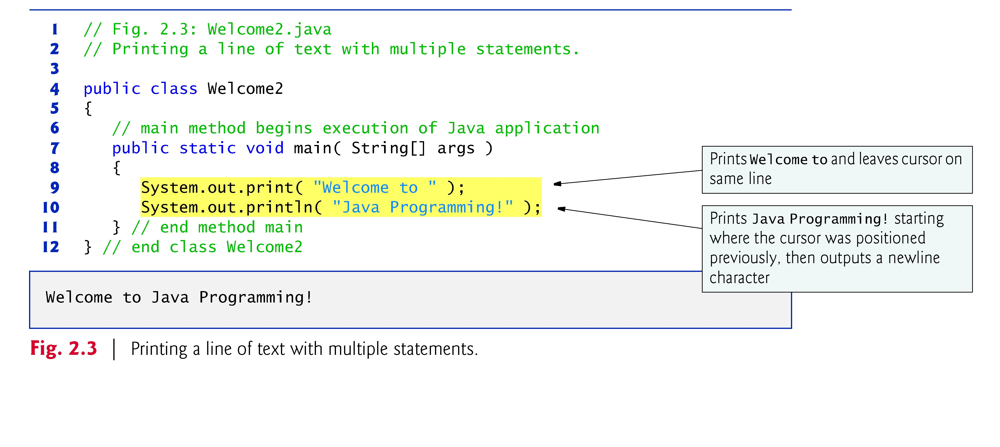 1 // Fig. 2.3: Welcome2.java
2 // Printing a line of text with multiple statements.
3
4 public class Welcome2
5 {
6    // main method begins execution of Java application
7    public static void main( String[] args )
8    {
9       System.out.print( "Welcome to " );
10       System.out.println( "Java Programming!" );
11    } // end method main
12 } // end class Welcome2
Prints Welcome to and leaves cursor on
same line
Prints Java Programming! starting
where the cursor was positioned
previously, then outputs a newline
character
Welcome to Java Programming!
Fig. 2.3 | Printing a line of text with multiple statements.